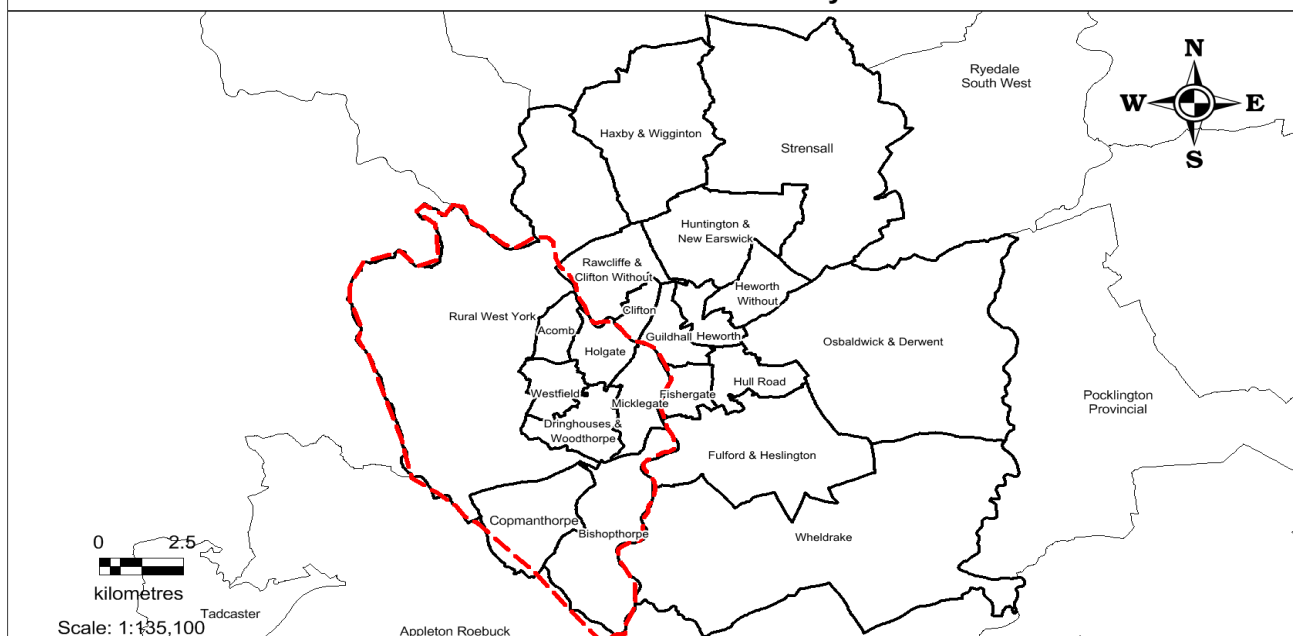 N
Ryedale
South West
W
E
S
Haxby & Wigginton
Strensall
Huntington &
New Earswick
Rawcliffe &
Clifton Without
Heworth
Without
Rural West York
Clifton
Acomb
Guildhall
Heworth
Osbaldwick & Derwent
Holgate
Hull Road
Westfield
Micklegate
Fishergate
Pocklington
Provincial
Dringhouses &
Woodthorpe
Fulford & Heslington
Copmanthorpe
Bishopthorpe
Wheldrake
0 2.5
kilometres
Tadcaster
Scale: 1:135,100
Appleton Roebuck